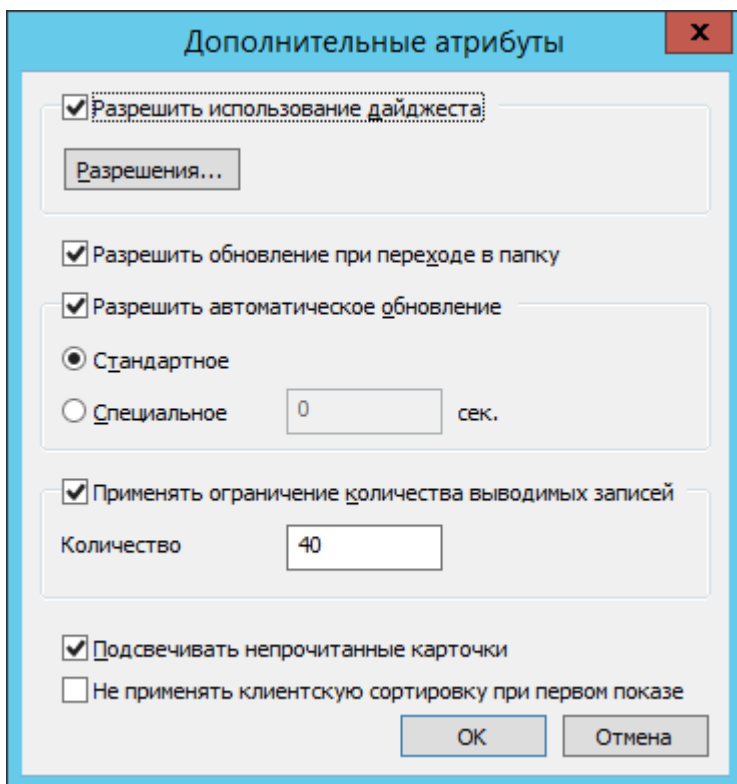 Дополнительные атрибуты
x
Разрешить использование дайджеста
Разрешения...
Разрешить обновление при переходе в папку
Разрешить автоматическое обновление
Стандартное
Специальное 0 сек.
Применять ограничение количества выводимых записей
Количество 40
Подсвечивать непрочитанные карточки
Не применять клиентскую сортировку при первом показе
ОК Отмена